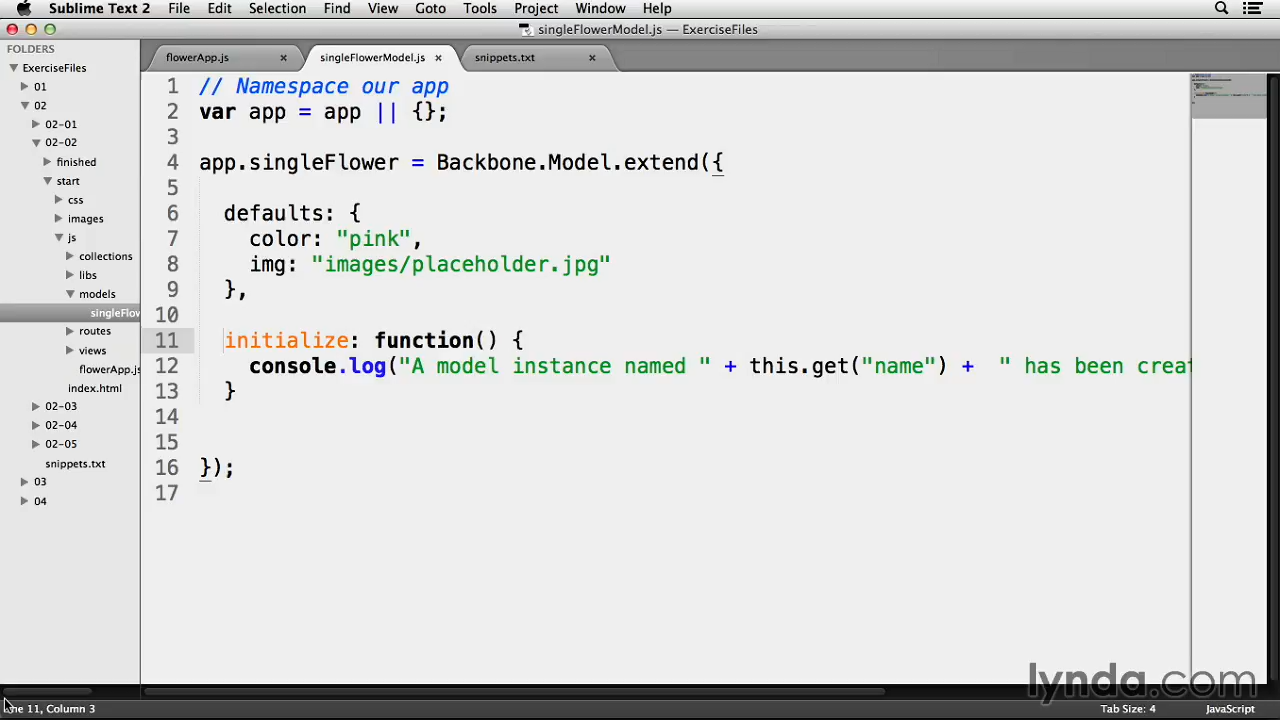 Sublime Text 2 File Edit Selection Find View Goto Tools Project Window Help
singleFlowerModel.js — ExerciseFiles
FOLDERS
ExerciseFiles
01
02
02-01
02-02
finished
start
css
images
js
collections
libs
models
singleFlow
routes
views
flowerApp.js
index.html
02-03
02-04
02-05
snippets.txt
03
04
flowerApp.js singleFlowerModel.js snippets.txt
1 // Namespace our app
2 var app = app || {};
3
4 app.singleFlower = Backbone.Model.extend({
5
6 defaults: {
7 color: "pink",
8 img: "images/placeholder.jpg"
9 },
10
11 initialize: function() {
12 console.log("A model instance named " + this.get("name") + " has been creat
13 }
14
15
16 });
17
lynda.com
ne 11, Column 3 Tab Size: 4 JavaScript